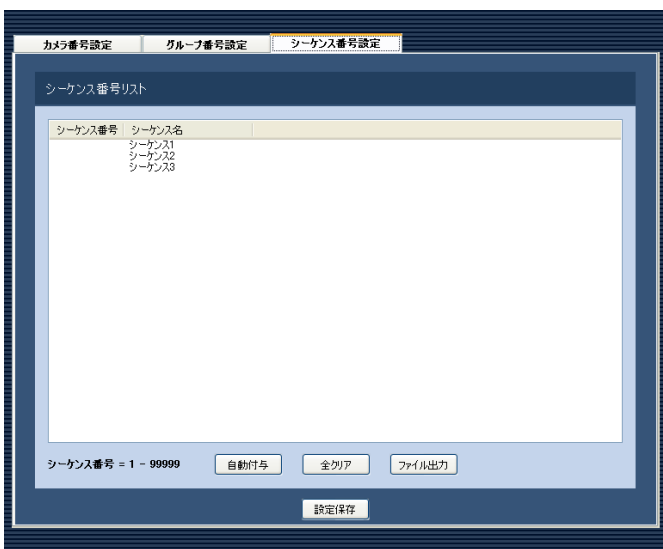 カメラ番号設定 グループ番号設定 シーケンス番号設定
シーケンス番号リスト
シーケンス番号 シーケンス名
シーケンス1
シーケンス2
シーケンス3
シーケンス番号 = 1 - 99999 自動付与 全クリア ファイル出力
設定保存